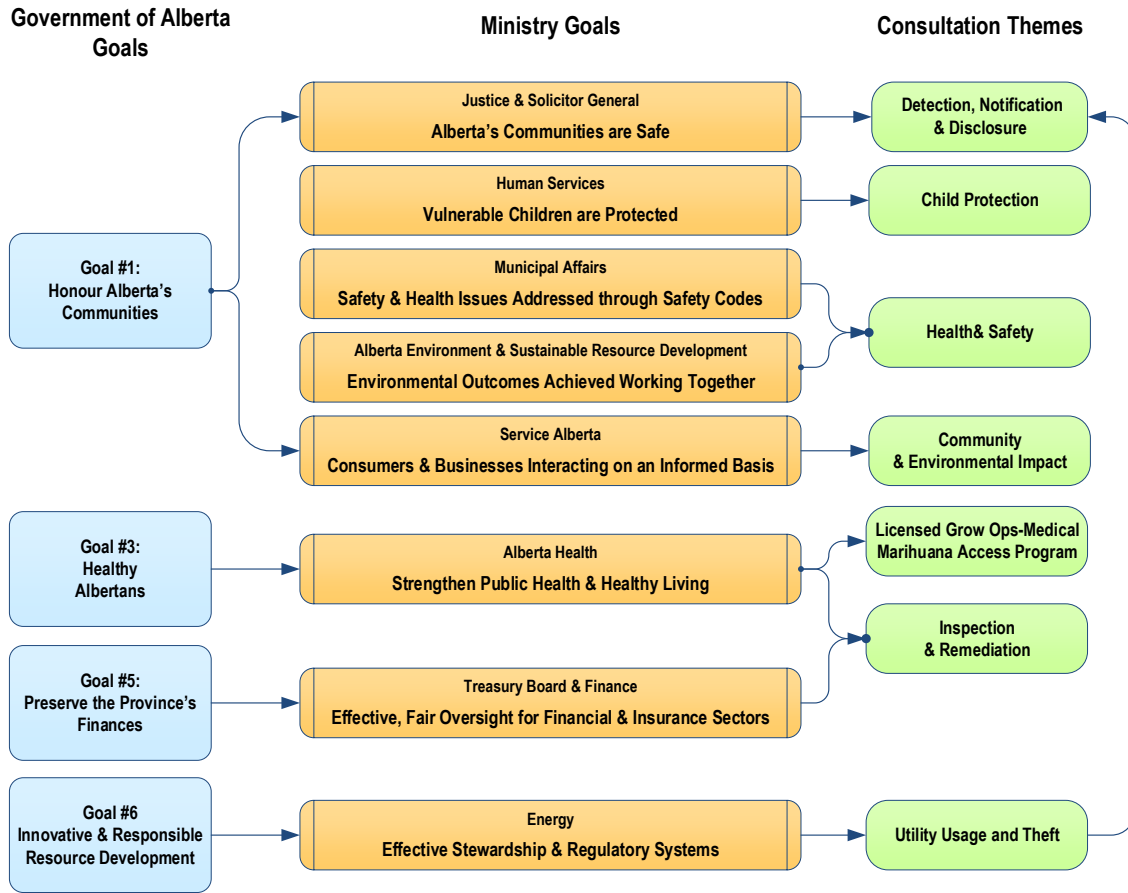 Government of Alberta
Goals
Ministry Goals
Consultation Themes
Goal #1:
Honour Alberta's
Communities
Justice & Solicitor General
Alberta's Communities are Safe
Detection, Notification
& Disclosure
Human Services
Vulnerable Children are Protected
Child Protection
Municipal Affairs
Safety & Health Issues Addressed through Safety Codes
Alberta Environment & Sustainable Resource Development
Environmental Outcomes Achieved Working Together
Health& Safety
Service Alberta
Consumers & Businesses Interacting on an Informed Basis
Community
& Environmental Impact
Goal #3:
Healthy
Albertans
Alberta Health
Strengthen Public Health & Healthy Living
Licensed Grow Ops-Medical
Marihuana Access Program
Inspection
& Remediation
Goal #5:
Preserve the Province's
Finances
Treasury Board & Finance
Effective, Fair Oversight for Financial & Insurance Sectors
Goal #6
Innovative & Responsible
Resource Development
Energy
Effective Stewardship & Regulatory Systems
Utility Usage and Theft